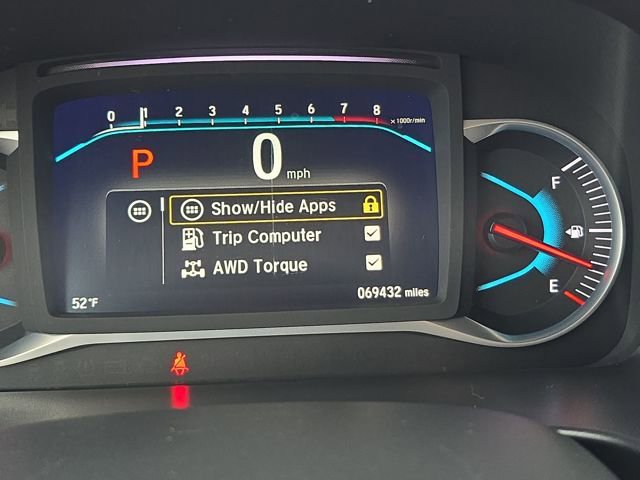 0 1 2 3 4 5 6 7 8 x1000r/min
P 0 mph
Show/Hide Apps
Trip Computer
AWD Torque
52°F 069432 miles
F
E